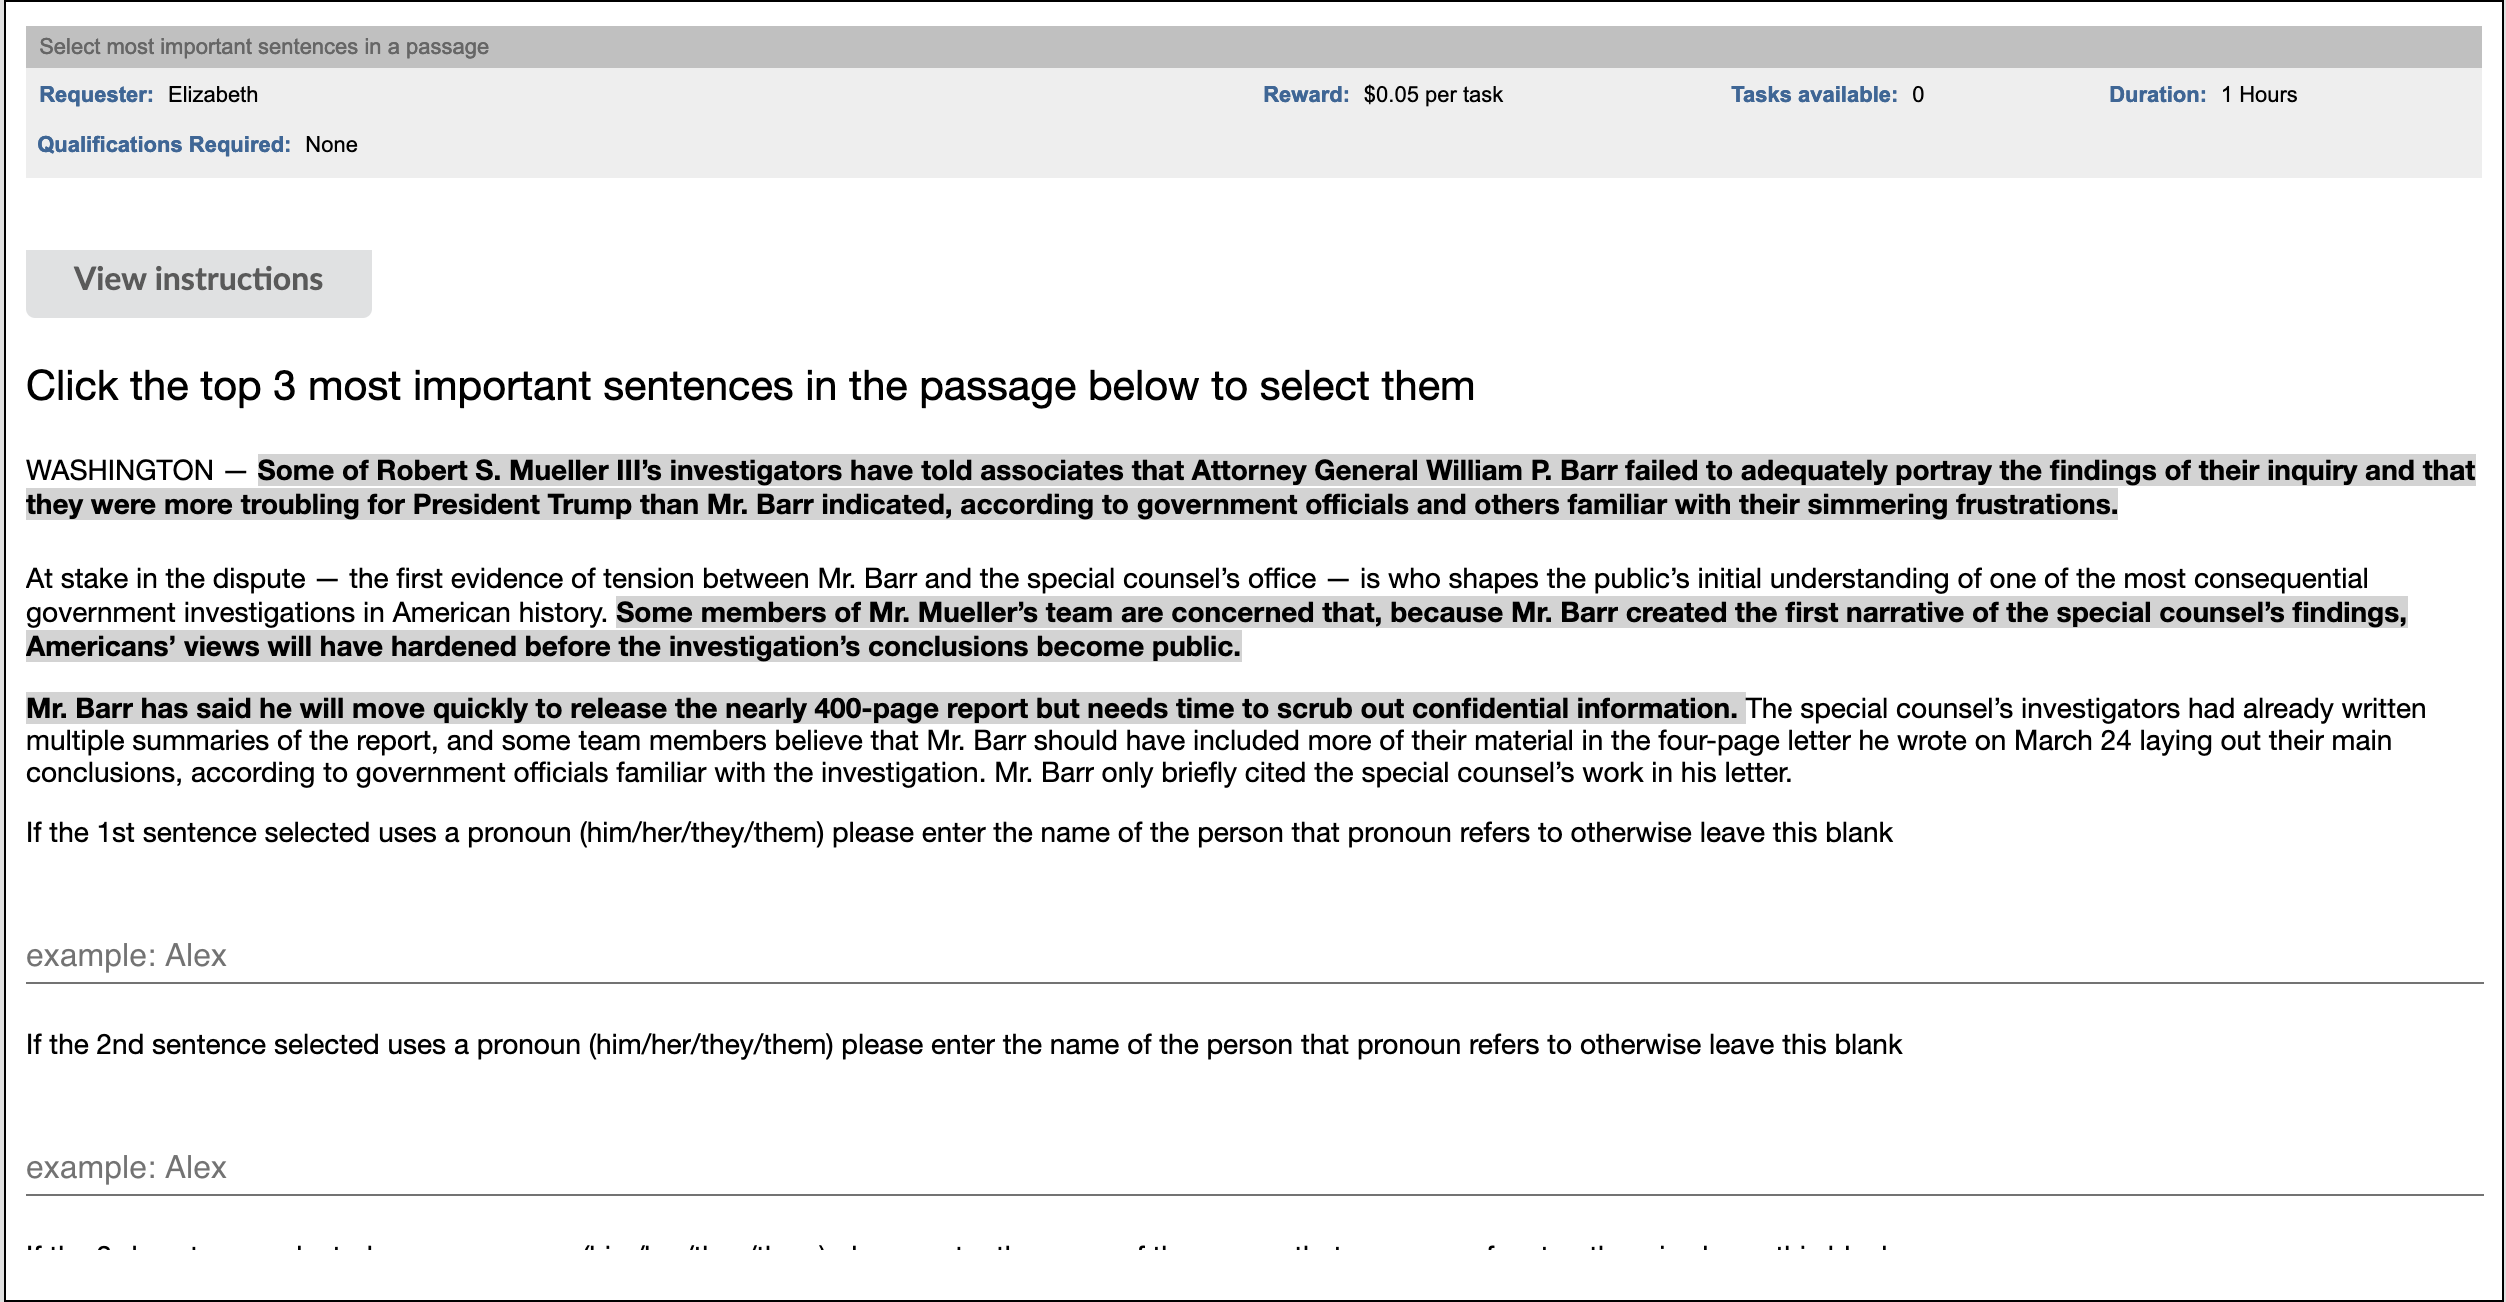 Select most important sentences in a passage
Requester: Elizabeth Reward: $0.05 per task Tasks available: 0 Duration: 1 Hours
Qualifications Required: None
View instructions
Click the top 3 most important sentences in the passage below to select them
WASHINGTON — Some of Robert S. Mueller III’s investigators have told associates that Attorney General William P. Barr failed to adequately portray the findings of their inquiry and that
they were more troubling for President Trump than Mr. Barr indicated, according to government officials and others familiar with their simmering frustrations.
At stake in the dispute — the first evidence of tension between Mr. Barr and the special counsel’s office — is who shapes the public’s initial understanding of one of the most consequential
government investigations in American history. Some members of Mr. Mueller’s team are concerned that, because Mr. Barr created the first narrative of the special counsel’s findings,
Americans’ views will have hardened before the investigation’s conclusions become public.
Mr. Barr has said he will move quickly to release the nearly 400-page report but needs time to scrub out confidential information. The special counsel’s investigators had already written
multiple summaries of the report, and some team members believe that Mr. Barr should have included more of their material in the four-page letter he wrote on March 24 laying out their main
conclusions, according to government officials familiar with the investigation. Mr. Barr only briefly cited the special counsel’s work in his letter.
If the 1st sentence selected uses a pronoun (him/her/they/them) please enter the name of the person that pronoun refers to otherwise leave this blank
example: Alex
If the 2nd sentence selected uses a pronoun (him/her/they/them) please enter the name of the person that pronoun refers to otherwise leave this blank
example: Alex